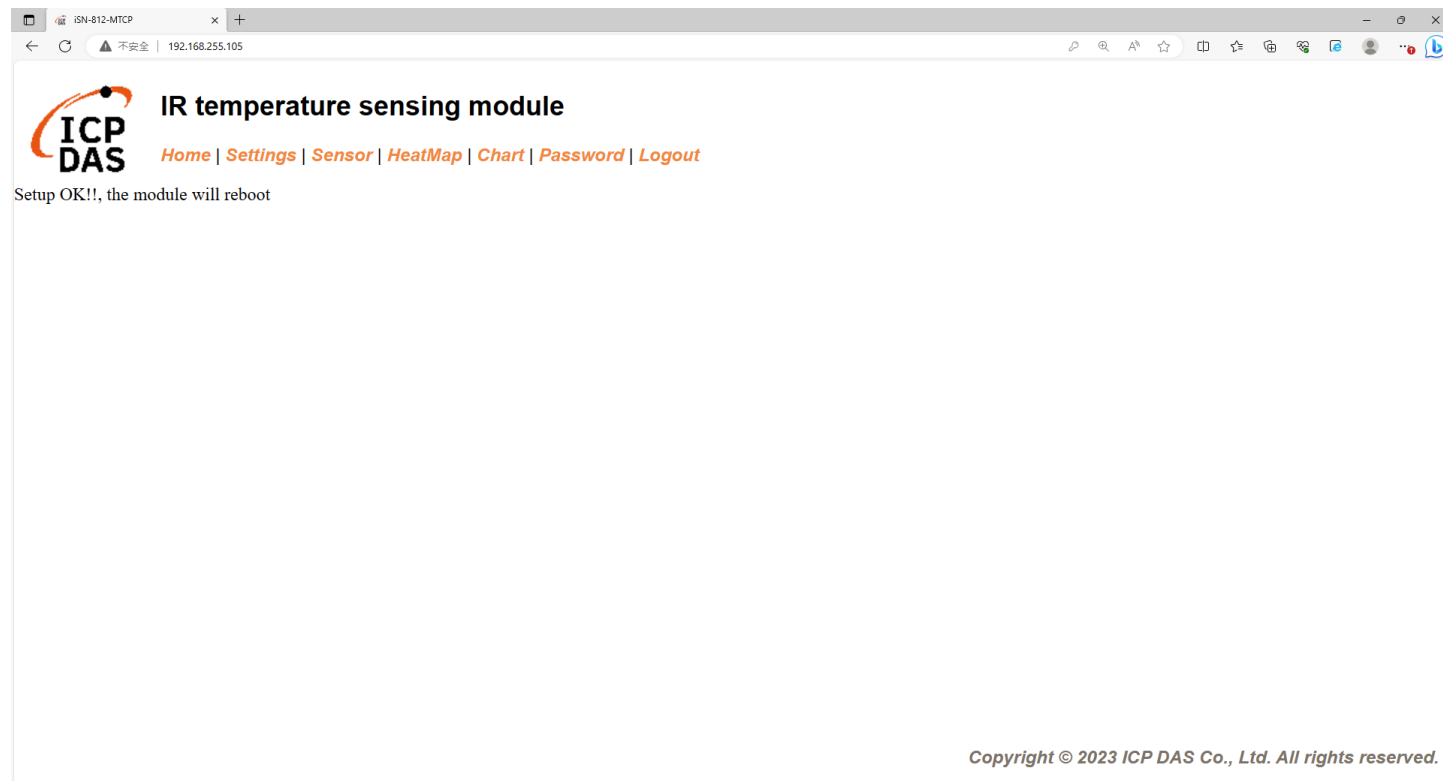 iSN-812-MTCP
不安全 | 192.168.255.105
ICP
DAS
IR temperature sensing module
Home | Settings | Sensor | HeatMap | Chart | Password | Logout
Setup OK!!, the module will reboot
Copyright © 2023 ICP DAS Co., Ltd. All rights reserved.